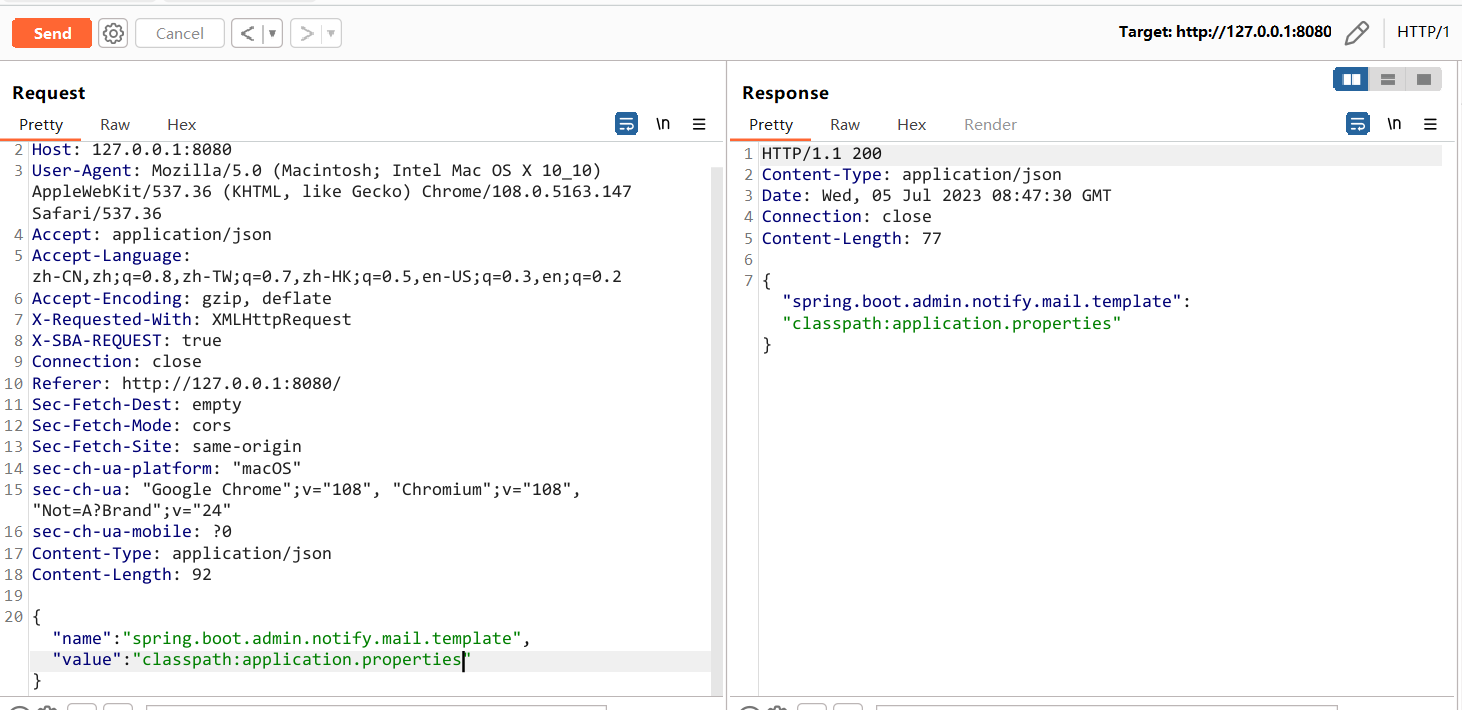 Send
Cancel
<
>
Target: http://127.0.0.1:8080
HTTP/1
Request
Pretty Raw Hex
\n
2 Host: 127.0.0.1:8080
3 User-Agent: Mozilla/5.0 (Macintosh; Intel Mac OS X 10_10)
AppleWebKit/537.36 (KHTML, like Gecko) Chrome/108.0.5163.147
Safari/537.36
4 Accept: application/json
5 Accept-Language:
zh-CN,zh;q=0.8,zh-TW;q=0.7,zh-HK;q=0.5,en-US;q=0.3,en;q=0.2
6 Accept-Encoding: gzip, deflate
7 X-Requested-With: XMLHttpRequest
8 X-SBA-REQUEST: true
9 Connection: close
10 Referer: http://127.0.0.1:8080/
11 Sec-Fetch-Dest: empty
12 Sec-Fetch-Mode: cors
13 Sec-Fetch-Site: same-origin
14 sec-ch-ua-platform: "macOS"
15 sec-ch-ua: "Google Chrome";v="108", "Chromium";v="108",
"Not=A?Brand";v="24"
16 sec-ch-ua-mobile: ?0
17 Content-Type: application/json
18 Content-Length: 92
19
20 {
"name":"spring.boot.admin.notify.mail.template",
"value":"classpath:application.properties"
}
Response
Pretty Raw Hex Render
\n
1 HTTP/1.1 200
2 Content-Type: application/json
3 Date: Wed, 05 Jul 2023 08:47:30 GMT
4 Connection: close
5 Content-Length: 77
6
7 {
"spring.boot.admin.notify.mail.template":
"classpath:application.properties"
}